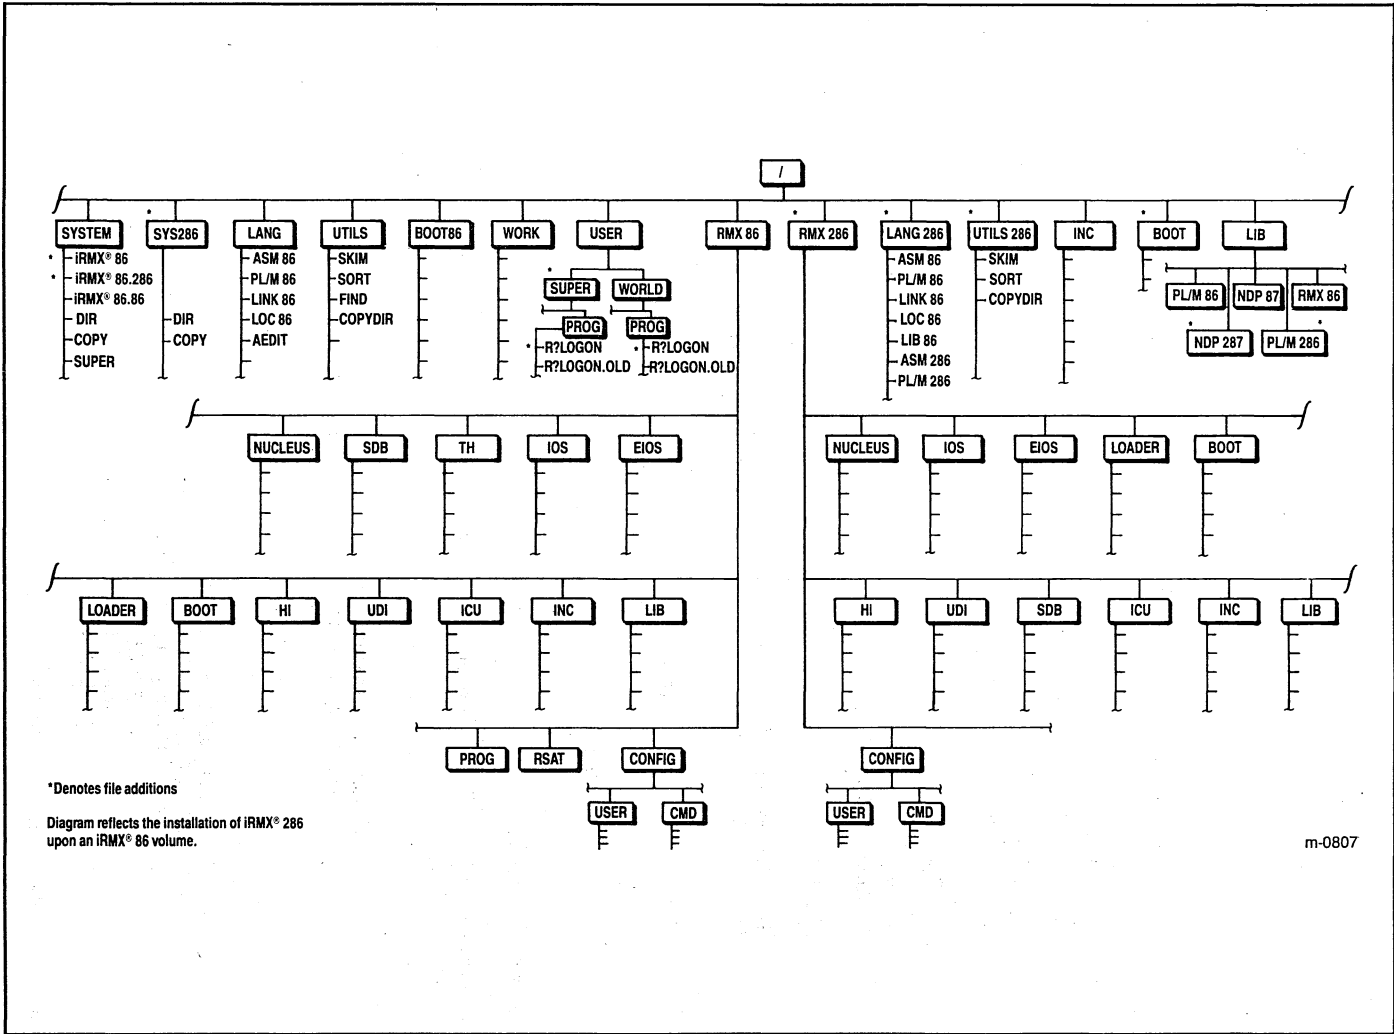 /
* * * * *
SYSTEM SYS286 LANG UTILS BOOT86 WORK USER RMX 86 RMX 286 LANG 286 UTILS 286 INC BOOT LIB
* iRMX® 86 ASM 86 SKIM ASM 86 SKIM
* iRMX® 86.286 PL/M 86 SORT * PL/M 86 SORT
iRMX® 86.86 LINK 86 FIND SUPER WORLD LINK 86 COPYDIR PL/M 86 NDP 87 RMX 86
DIR DIR LOC 86 COPYDIR PROG PROG LOC 86 * *
COPY COPY AEDIT * R?LOGON * R?LOGON LIB 86 NDP 287 PL/M 286
SUPER R?LOGON.OLD R?LOGON.OLD ASM 286
PL/M 286
NUCLEUS SDB TH IOS EIOS NUCLEUS IOS EIOS LOADER BOOT
LOADER BOOT HI UDI ICU INC LIB HI UDI SDB ICU INC LIB
PROG RSAT CONFIG CONFIG
USER CMD USER CMD
*Denotes file additions
Diagram reflects the installation of iRMX® 286
upon an iRMX® 86 volume.
m-0807